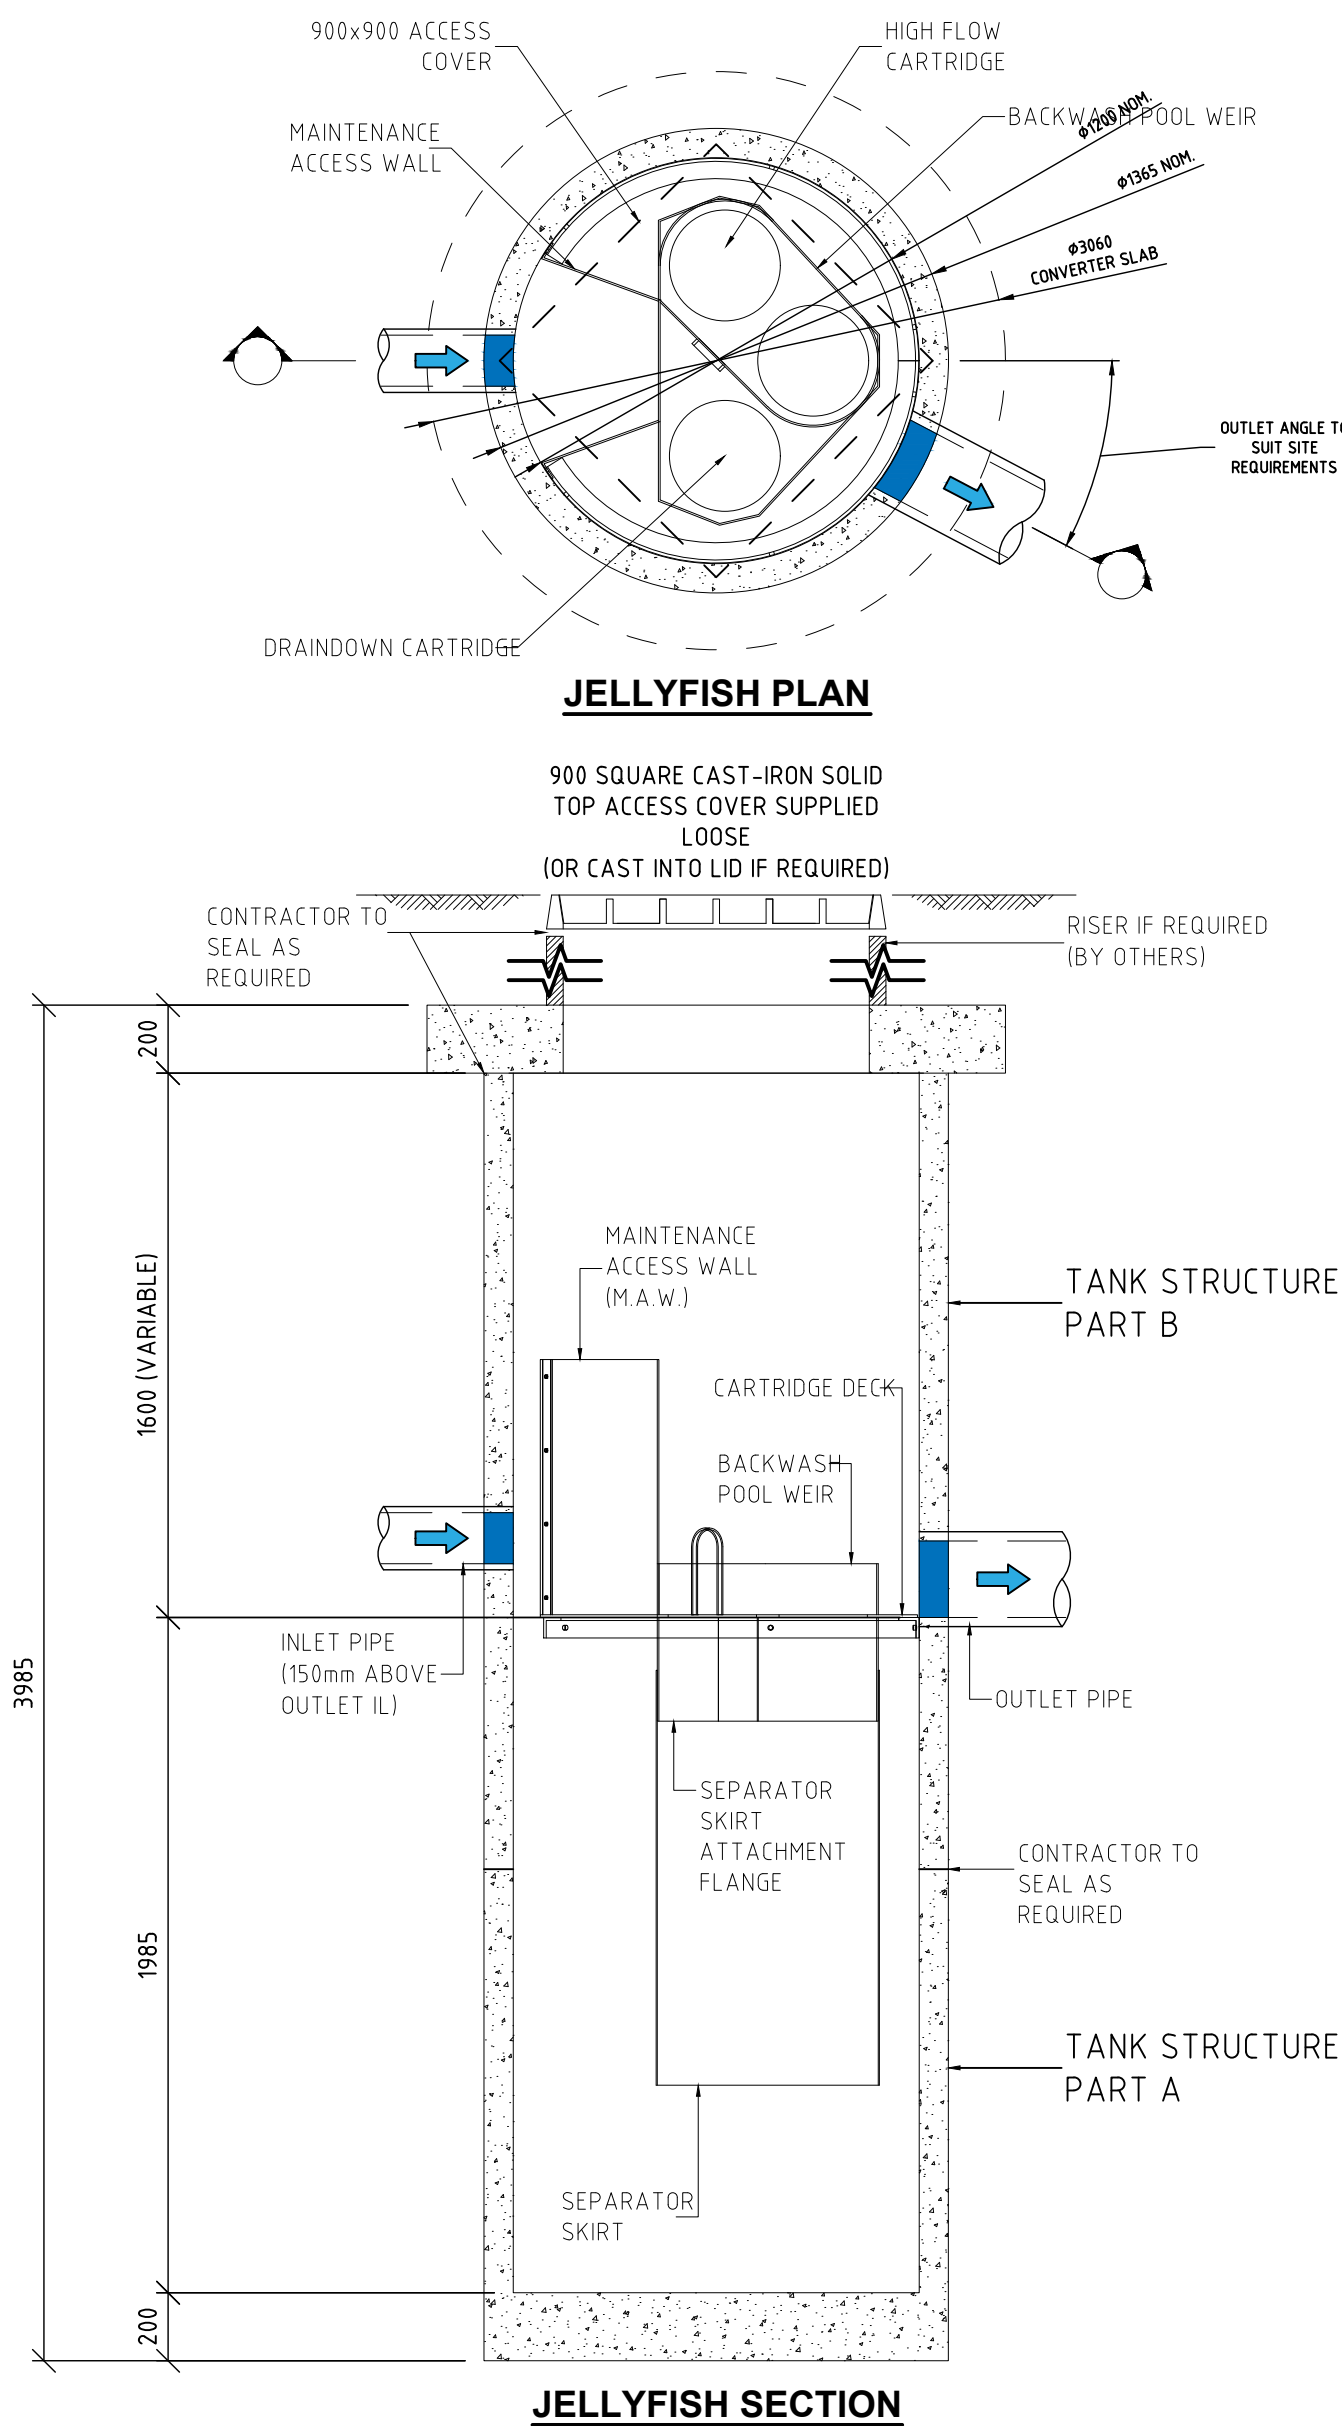 900x900 ACCESS
COVER
HIGH FLOW
CARTRIDGE
MAINTENANCE
ACCESS WALL
BACKWASH POOL WEIR
Φ1200 NOM.
Φ1365 NOM.
Φ3060
CONVERTER SLAB
OUTLET ANGLE TO
SUIT SITE
REQUIREMENTS
DRAINDOWN CARTRIDGE
JELLYFISH PLAN
900 SQUARE CAST-IRON SOLID
TOP ACCESS COVER SUPPLIED
LOOSE
(OR CAST INTO LID IF REQUIRED)
CONTRACTOR TO
SEAL AS
REQUIRED
RISER IF REQUIRED
(BY OTHERS)
200
1600 (VARIABLE)
MAINTENANCE
ACCESS WALL
(M.A.W.)
TANK STRUCTURE
PART B
CARTRIDGE DECK
BACKWASH
POOL WEIR
INLET PIPE
(150mm ABOVE
OUTLET IL)
OUTLET PIPE
3985
SEPARATOR
SKIRT
ATTACHMENT
FLANGE
CONTRACTOR TO
SEAL AS
REQUIRED
1985
TANK STRUCTURE
PART A
SEPARATOR
SKIRT
200
JELLYFISH SECTION